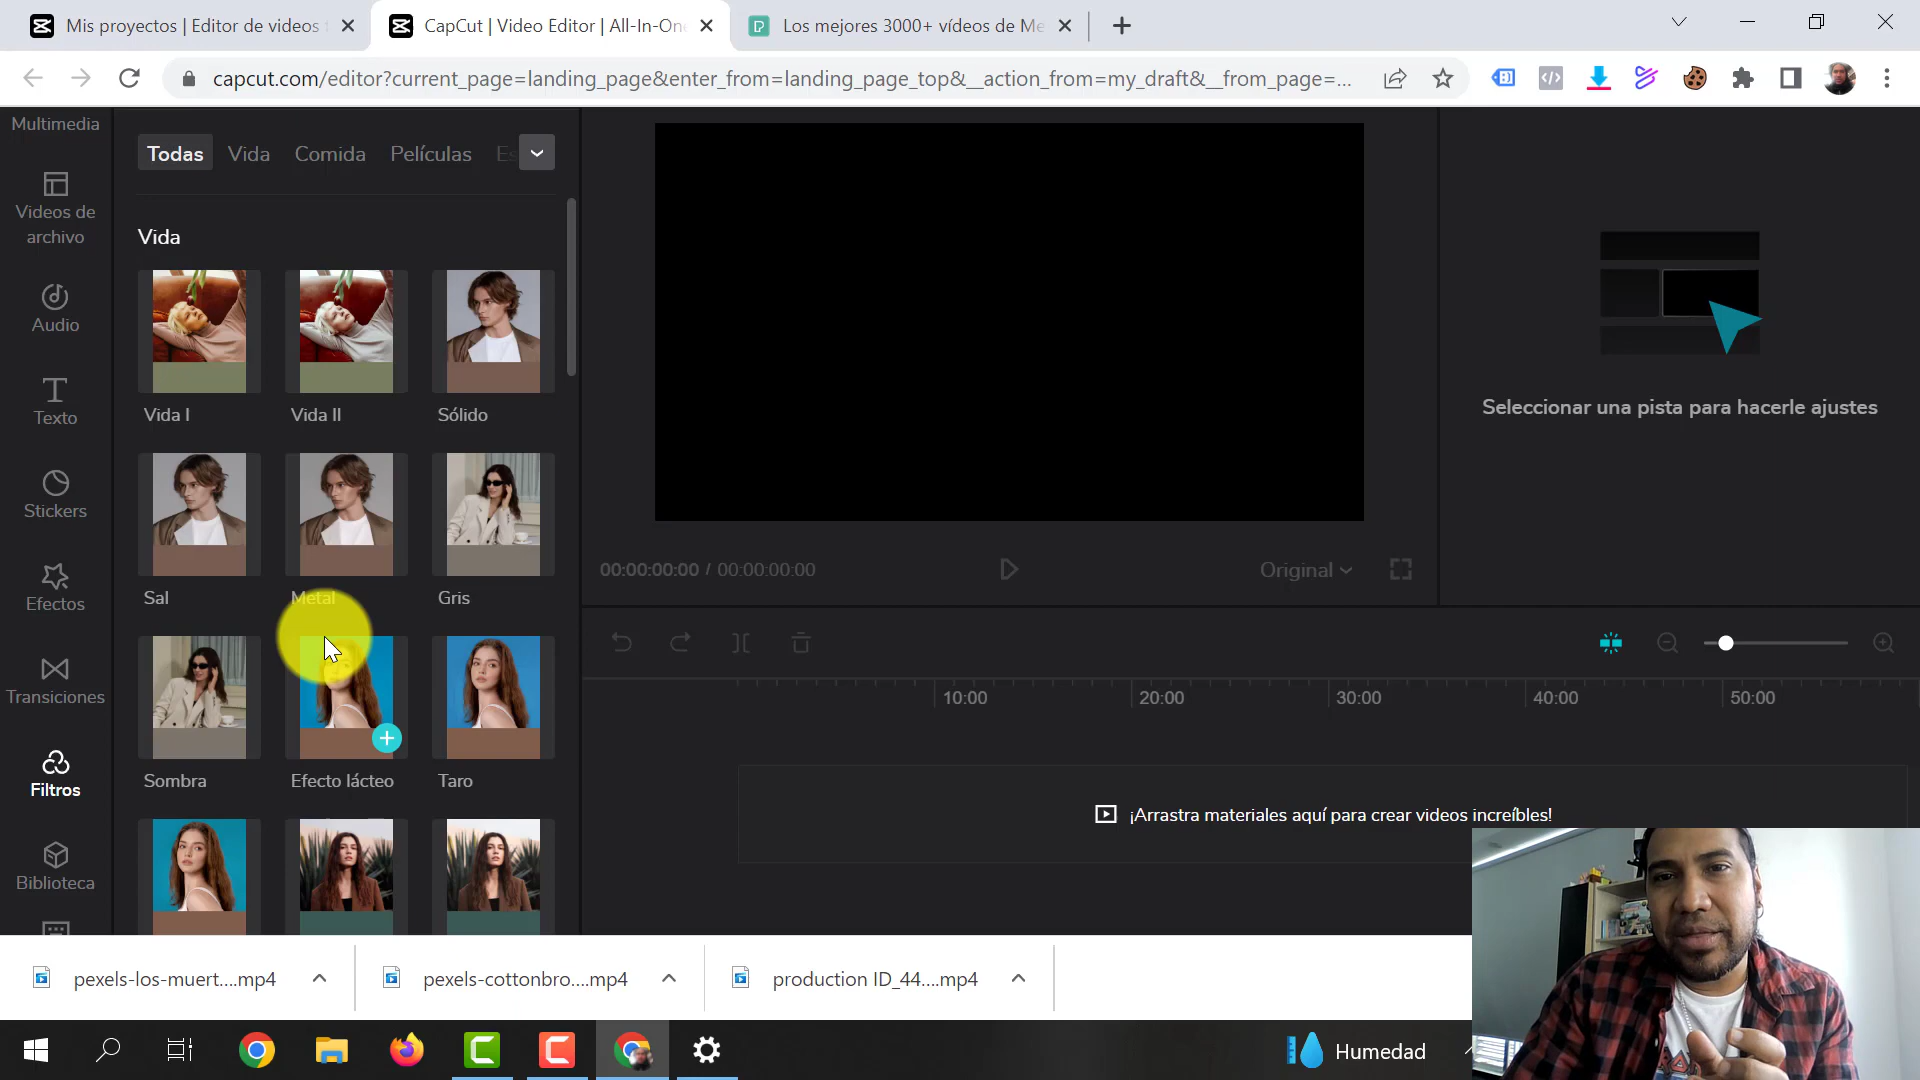 Mis proyectos | Editor de videos
CapCut | Video Editor | All-In-On
Los mejores 3000+ vídeos de Me
capcut.com/editor?current_page=landing_page&enter_from=landing_page_top&__action_from=my_draft&__from_page=...
Multimedia
Videos de
archivo
Audio
Texto
Stickers
Efectos
Transiciones
Filtros
Biblioteca
Todas Vida Comida Películas Es
Vida
Vida I Vida II Sólido
Sal Metal Gris
Sombra Efecto lácteo Taro
00:00:00:00 / 00:00:00:00
Original
Seleccionar una pista para hacerle ajustes
10:00 20:00 30:00 40:00 50:00
¡Arrastra materiales aquí para crear videos increíbles!
pexels-los-muert....mp4
pexels-cottonbro....mp4
production ID_44....mp4
Humedad